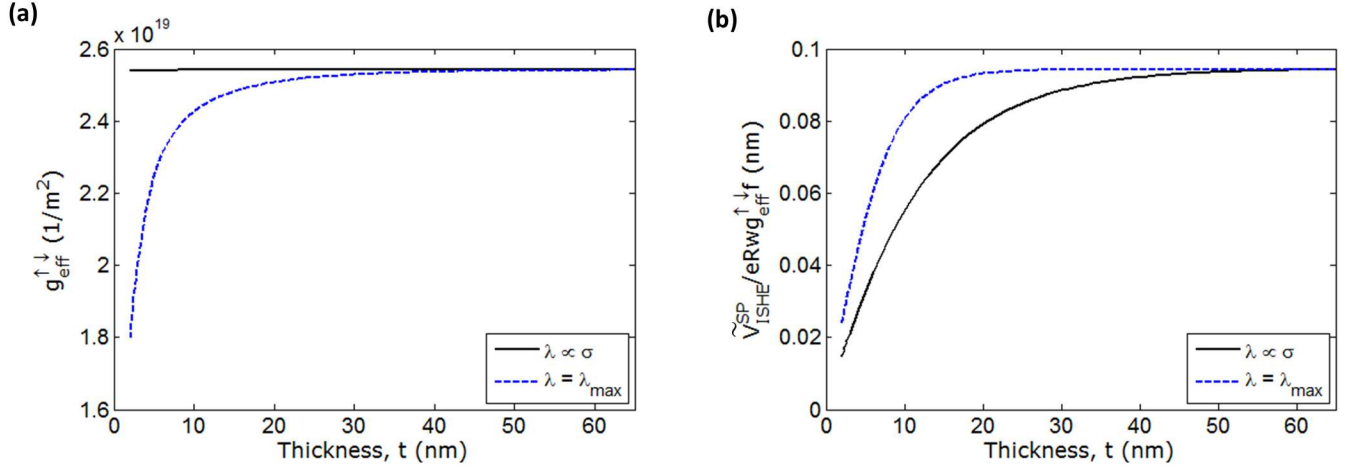 (a)
x 10^19
2.6
2.4
2.2
2
1.8
1.6
g_eff^↑↓ (1/m^2)
0 10 20 30 40 50 60
Thickness, t (nm)
λ ∝ σ
λ = λ_max
(b)
0.1
0.08
0.06
0.04
0.02
0
Ṽ_ISHE^SP/eRwg_eff^↑↓f (nm)
0 10 20 30 40 50 60
Thickness, t (nm)
λ ∝ σ
λ = λ_max